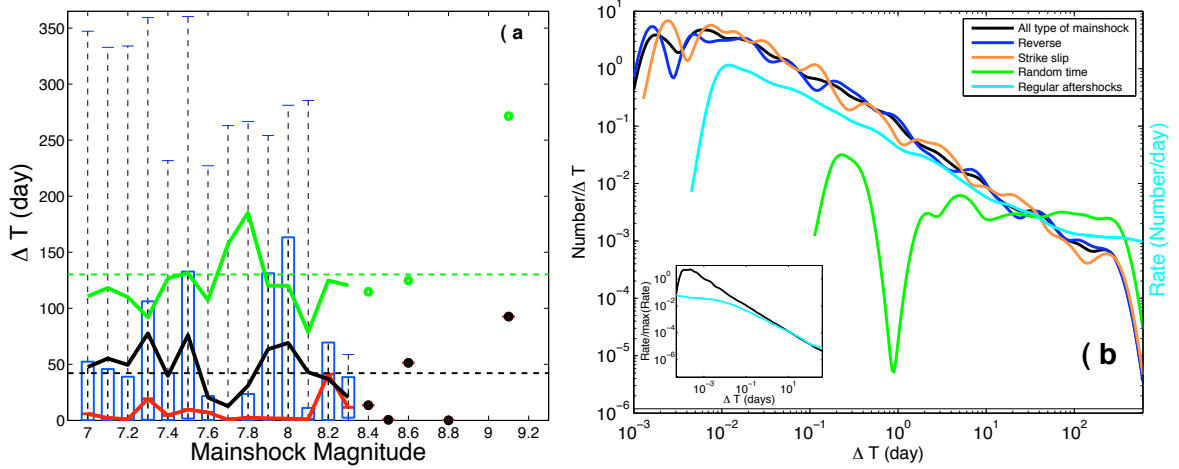 ( a
Δ T (day)
350
300
250
200
150
100
50
0
7 7.2 7.4 7.6 7.8 8 8.2 8.4 8.6 8.8 9 9.2
Mainshock Magnitude
( b
Number/Δ T
10^1
10^0
10^-1
10^-2
10^-3
10^-4
10^-5
10^-6
All type of mainshock
Reverse
Strike slip
Random time
Regular aftershocks
Rate (Number/day)
Rate/max(Rate)
10^0
10^-2
10^-4
10^-6
10^-3 10^-1 10^1
Δ T (days)
10^-3 10^-2 10^-1 10^0 10^1 10^2
Δ T (day)